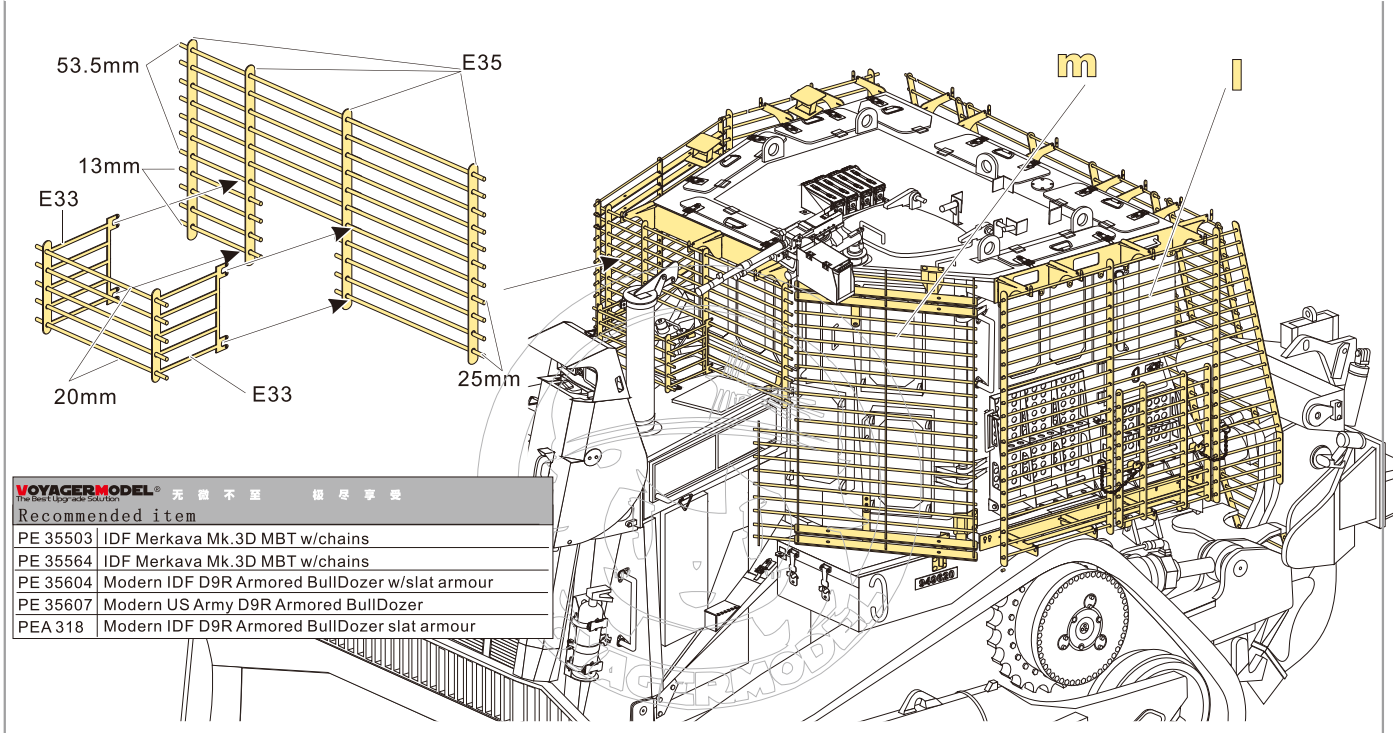 53.5mm
E35
m
l
13mm
E33
20mm
E33
25mm
VOYAGERMODEL®
The Best Upgrade Solution
无微不至 极尽享受
Recommended item
PE 35503 IDF Merkava Mk.3D MBT w/chains
PE 35564 IDF Merkava Mk.3D MBT w/chains
PE 35604 Modern IDF D9R Armored BullDozer w/slat armour
PE 35607 Modern US Army D9R Armored BullDozer
PEA 318 Modern IDF D9R Armored BullDozer slat armour
949620
VOYAGERMODEL